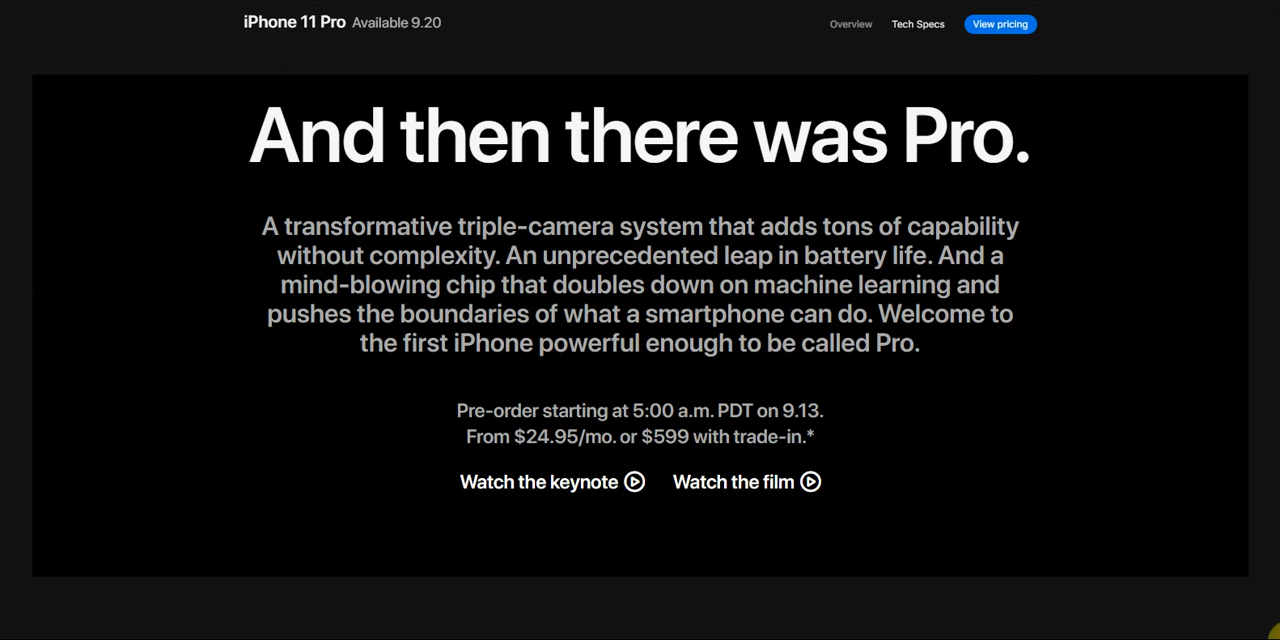 iPhone 11 Pro Available 9.20
Overview Tech Specs View pricing
And then there was Pro.
A transformative triple-camera system that adds tons of capability
without complexity. An unprecedented leap in battery life. And a
mind-blowing chip that doubles down on machine learning and
pushes the boundaries of what a smartphone can do. Welcome to
the first iPhone powerful enough to be called Pro.
Pre-order starting at 5:00 a.m. PDT on 9.13.
From $24.95/mo. or $599 with trade-in.*
Watch the keynote Watch the film